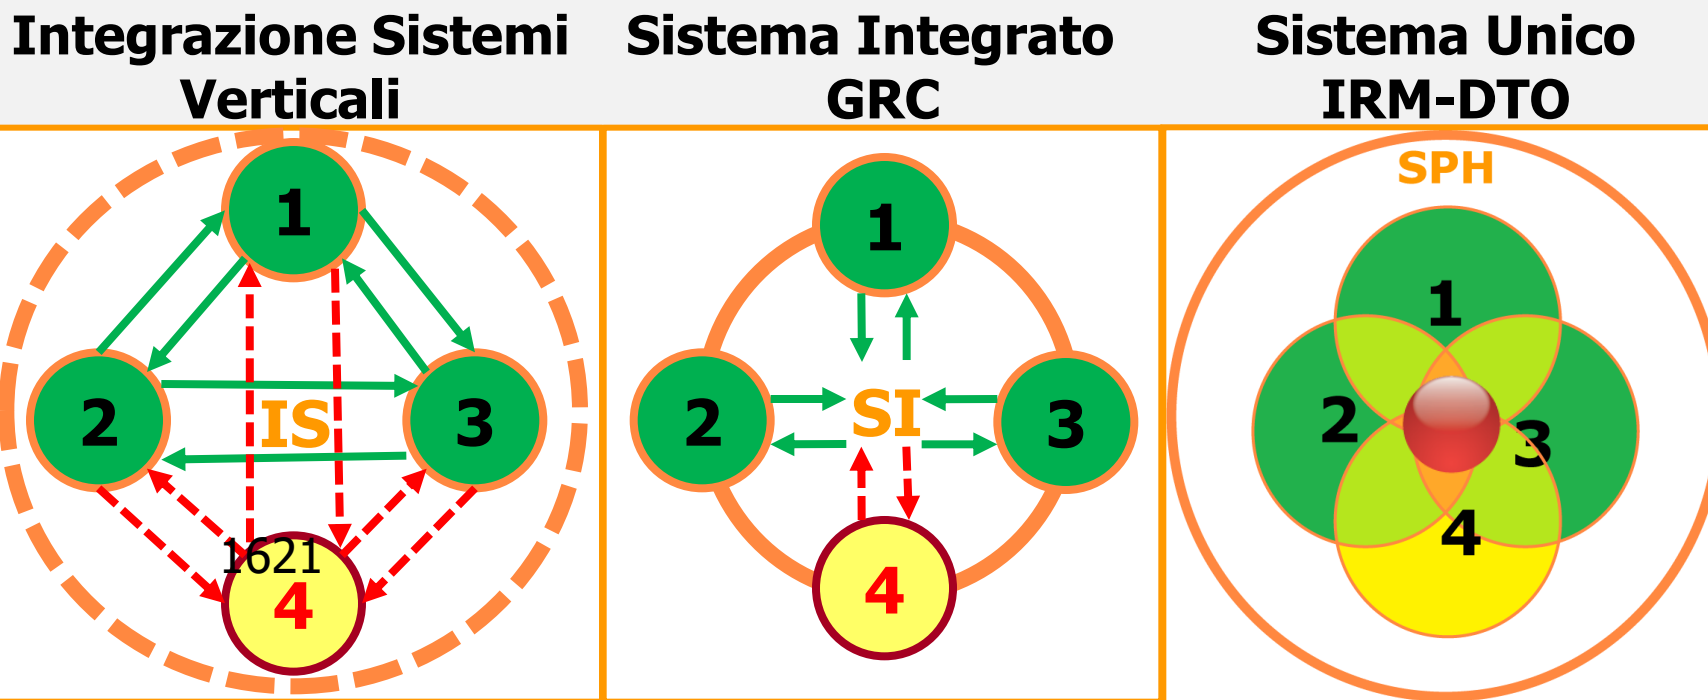 Integrazione Sistemi
Verticali
Sistema Integrato
GRC
Sistema Unico
IRM-DTO
1
2
IS
3
1621
4
1
2
SI
3
4
SPH
1
2
3
4